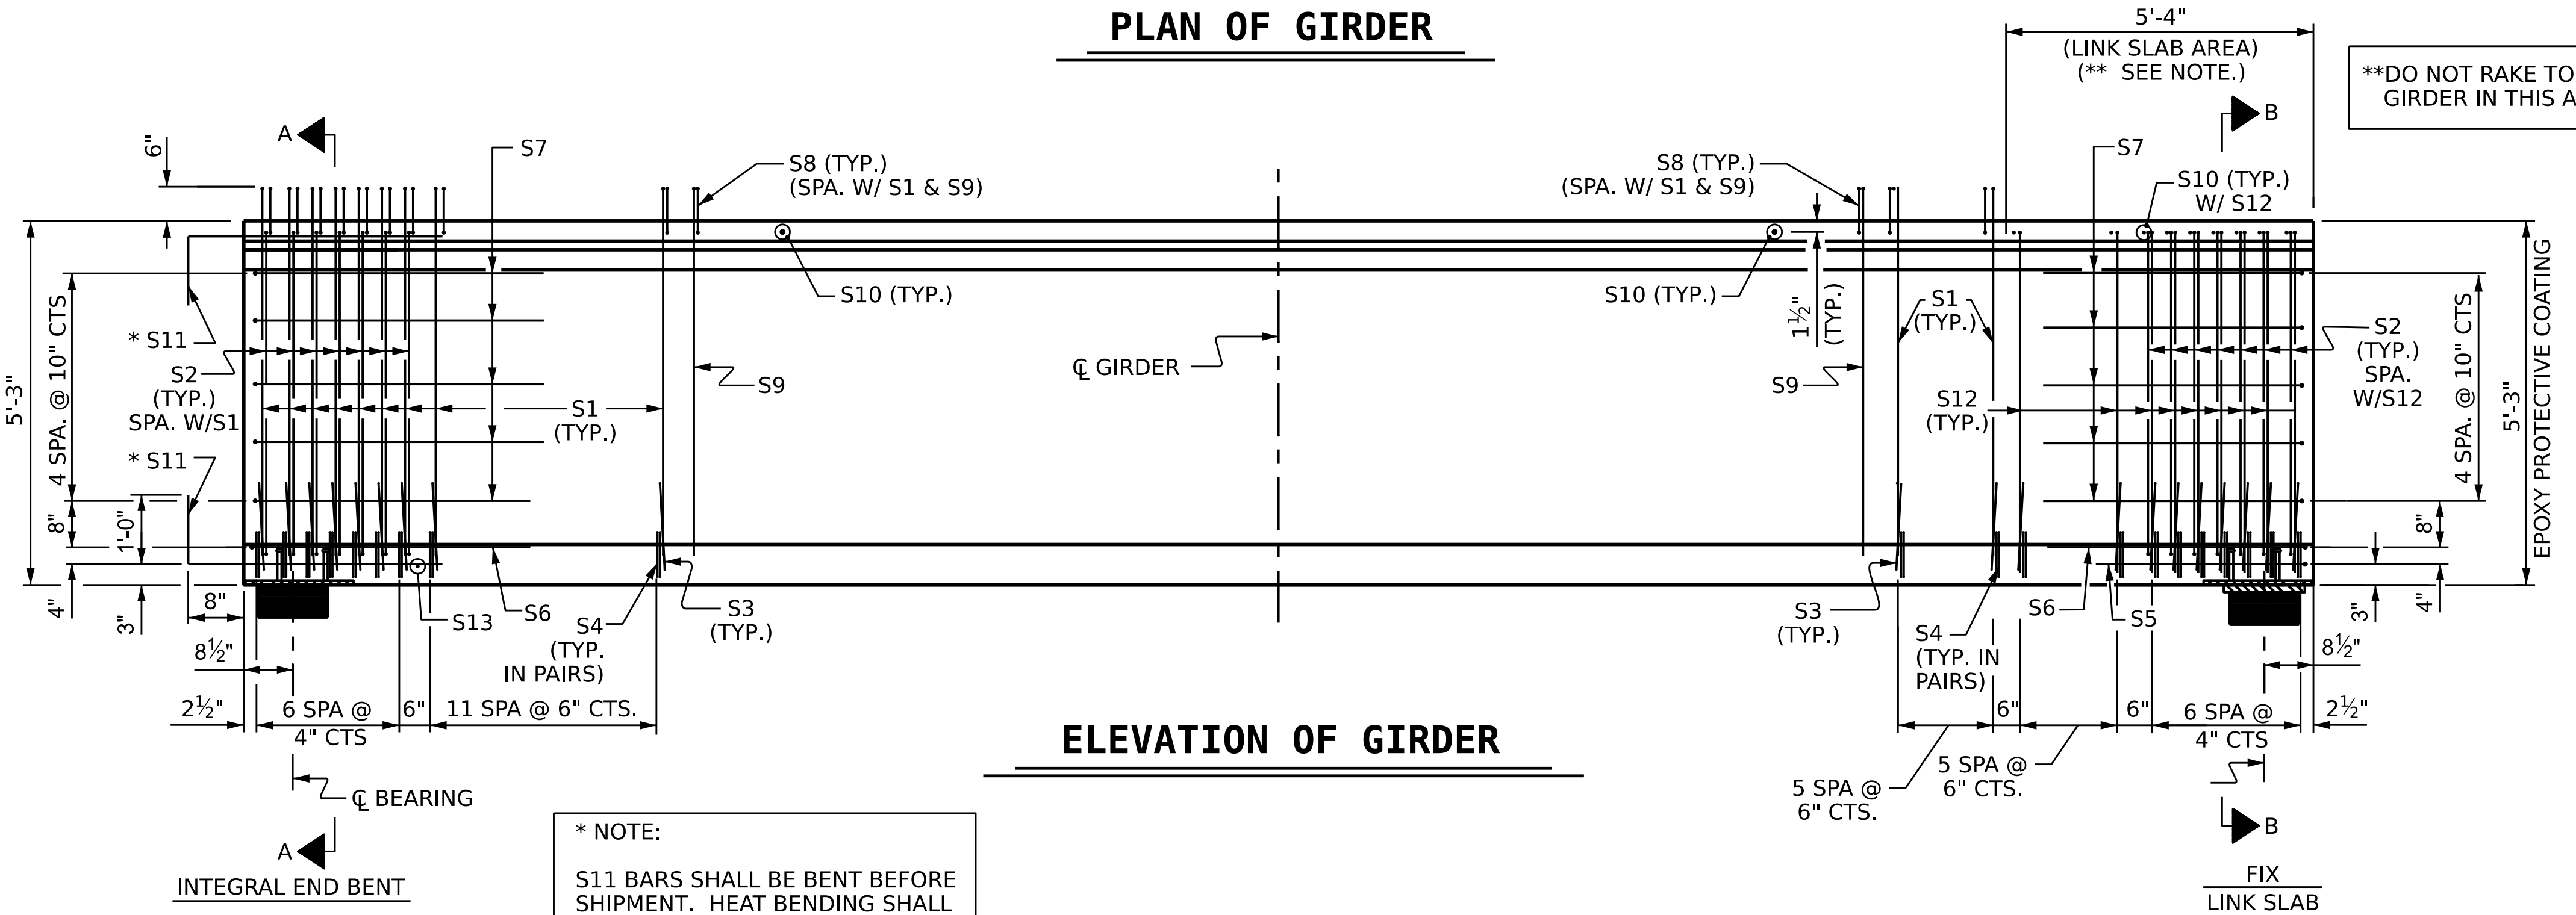 PLAN OF GIRDER
5'-4"
(LINK SLAB AREA)
(** SEE NOTE.)
**DO NOT RAKE TO
GIRDER IN THIS A
A
B
6"
S7
S8 (TYP.)
(SPA. W/ S1 & S9)
S8 (TYP.)
(SPA. W/ S1 & S9)
S7
S10 (TYP.)
W/ S12
S10 (TYP.)
S10 (TYP.)
1½"
(TYP.)
S1
(TYP.)
* S11
S2
(TYP.)
SPA. W/S1
* S11
5'-3"
4 SPA. @ 10" CTS
8"
1'-0"
4"
3"
S1
(TYP.)
S9
℄ GIRDER
S9
S12
(TYP.)
S2
(TYP.)
SPA.
W/S12
4 SPA. @ 10" CTS
5'-3"
EPOXY PROTECTIVE COATING
8"
3"
4"
8"
8½"
S13
S6
S4
(TYP.
IN PAIRS)
S3
(TYP.)
S3
(TYP.)
S4
(TYP. IN
PAIRS)
S6
S5
8½"
2½"
6 SPA @
4" CTS
6"
11 SPA @ 6" CTS.
6"
6"
6 SPA @
4" CTS
2½"
5 SPA @
6" CTS.
5 SPA @
6" CTS.
ELEVATION OF GIRDER
℄ BEARING
A
INTEGRAL END BENT
* NOTE:
S11 BARS SHALL BE BENT BEFORE
SHIPMENT. HEAT BENDING SHALL
B
FIX
LINK SLAB